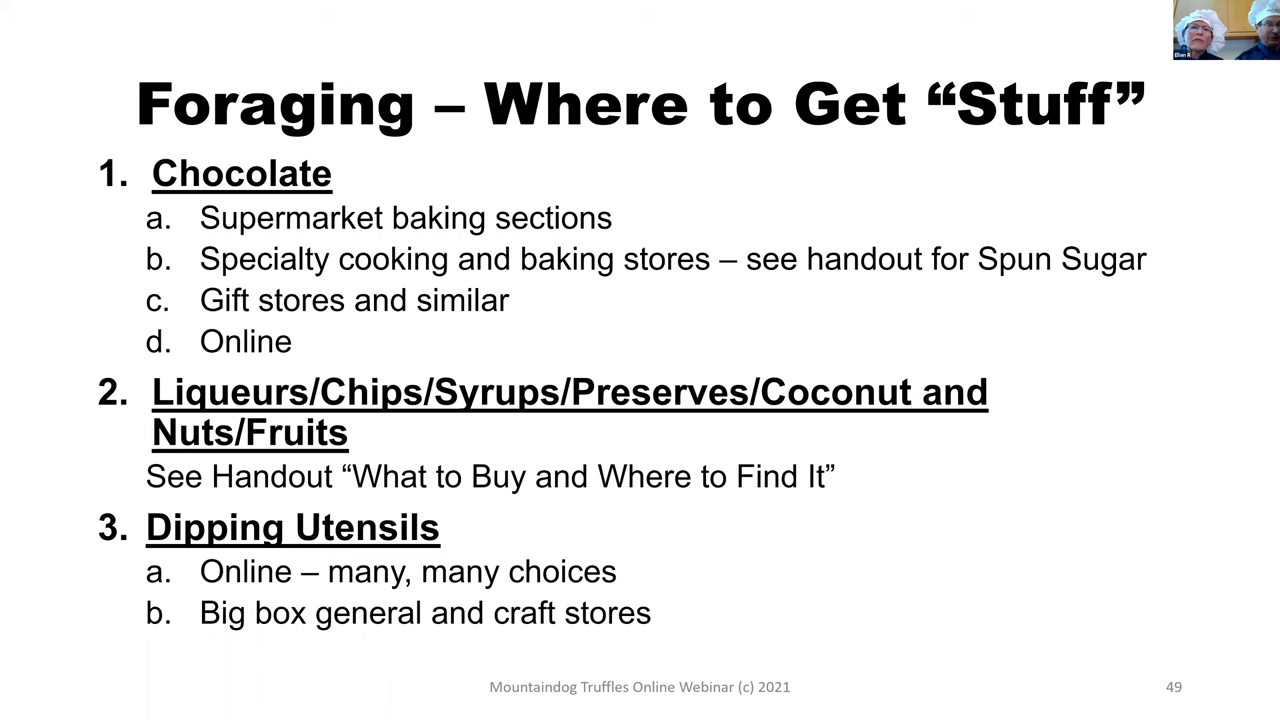 Ellen R
Foraging – Where to Get “Stuff”
1. Chocolate
a. Supermarket baking sections
b. Specialty cooking and baking stores – see handout for Spun Sugar
c. Gift stores and similar
d. Online
2. Liqueurs/Chips/Syrups/Preserves/Coconut and
Nuts/Fruits
See Handout “What to Buy and Where to Find It”
3. Dipping Utensils
a. Online – many, many choices
b. Big box general and craft stores
Mountaindog Truffles Online Webinar (c) 2021
49